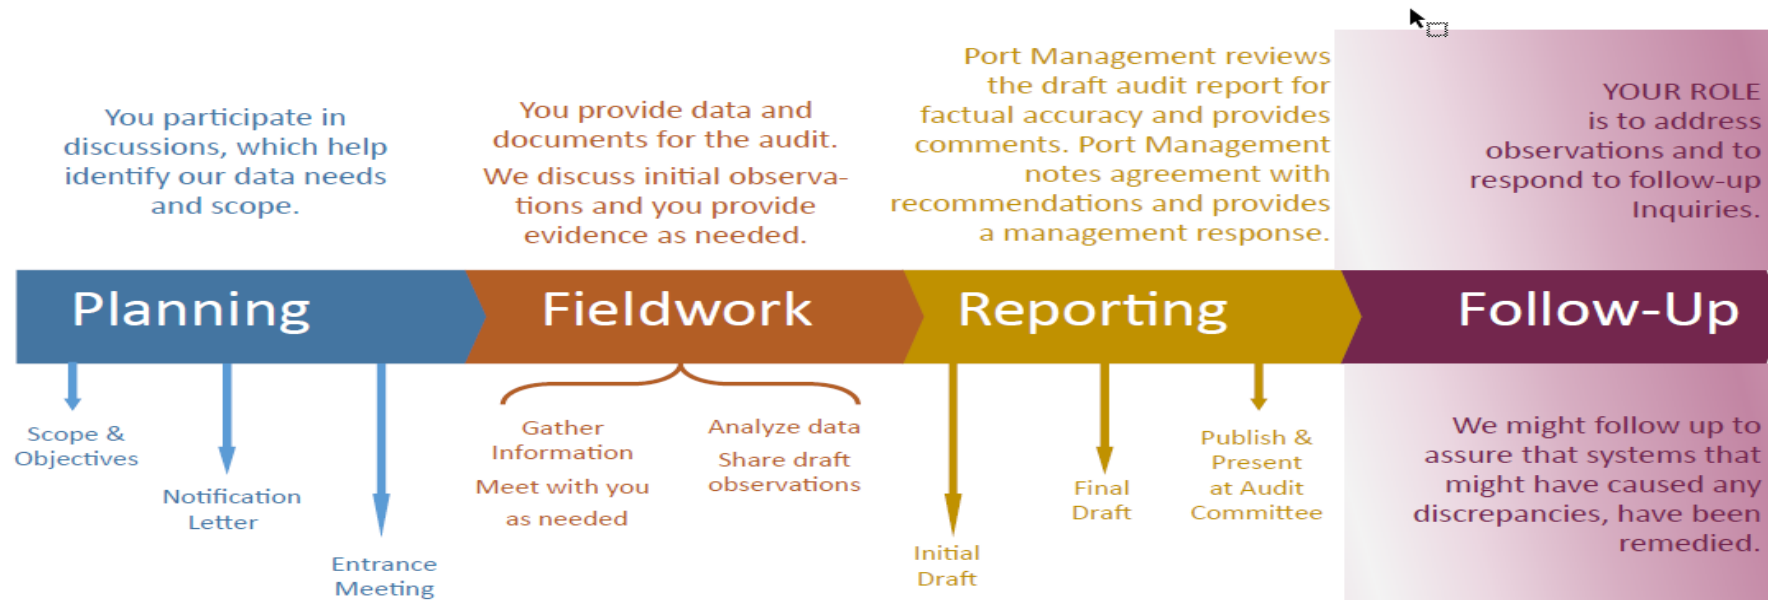 You participate in
discussions, which help
identify our data needs
and scope.
You provide data and
documents for the audit.
We discuss initial observa-
tions and you provide
evidence as needed.
Port Management reviews
the draft audit report for
factual accuracy and provides
comments. Port Management
notes agreement with
recommendations and provides
a management response.
YOUR ROLE
is to address
observations and to
respond to follow-up
Inquiries.
Planning
Fieldwork
Reporting
Follow-Up
Scope &
Objectives
Notification
Letter
Entrance
Meeting
Gather
Information
Meet with you
as needed
Analyze data
Share draft
observations
Initial
Draft
Final
Draft
Publish &
Present
at Audit
Committee
We might follow up to
assure that systems that
might have caused any
discrepancies, have been
remedied.